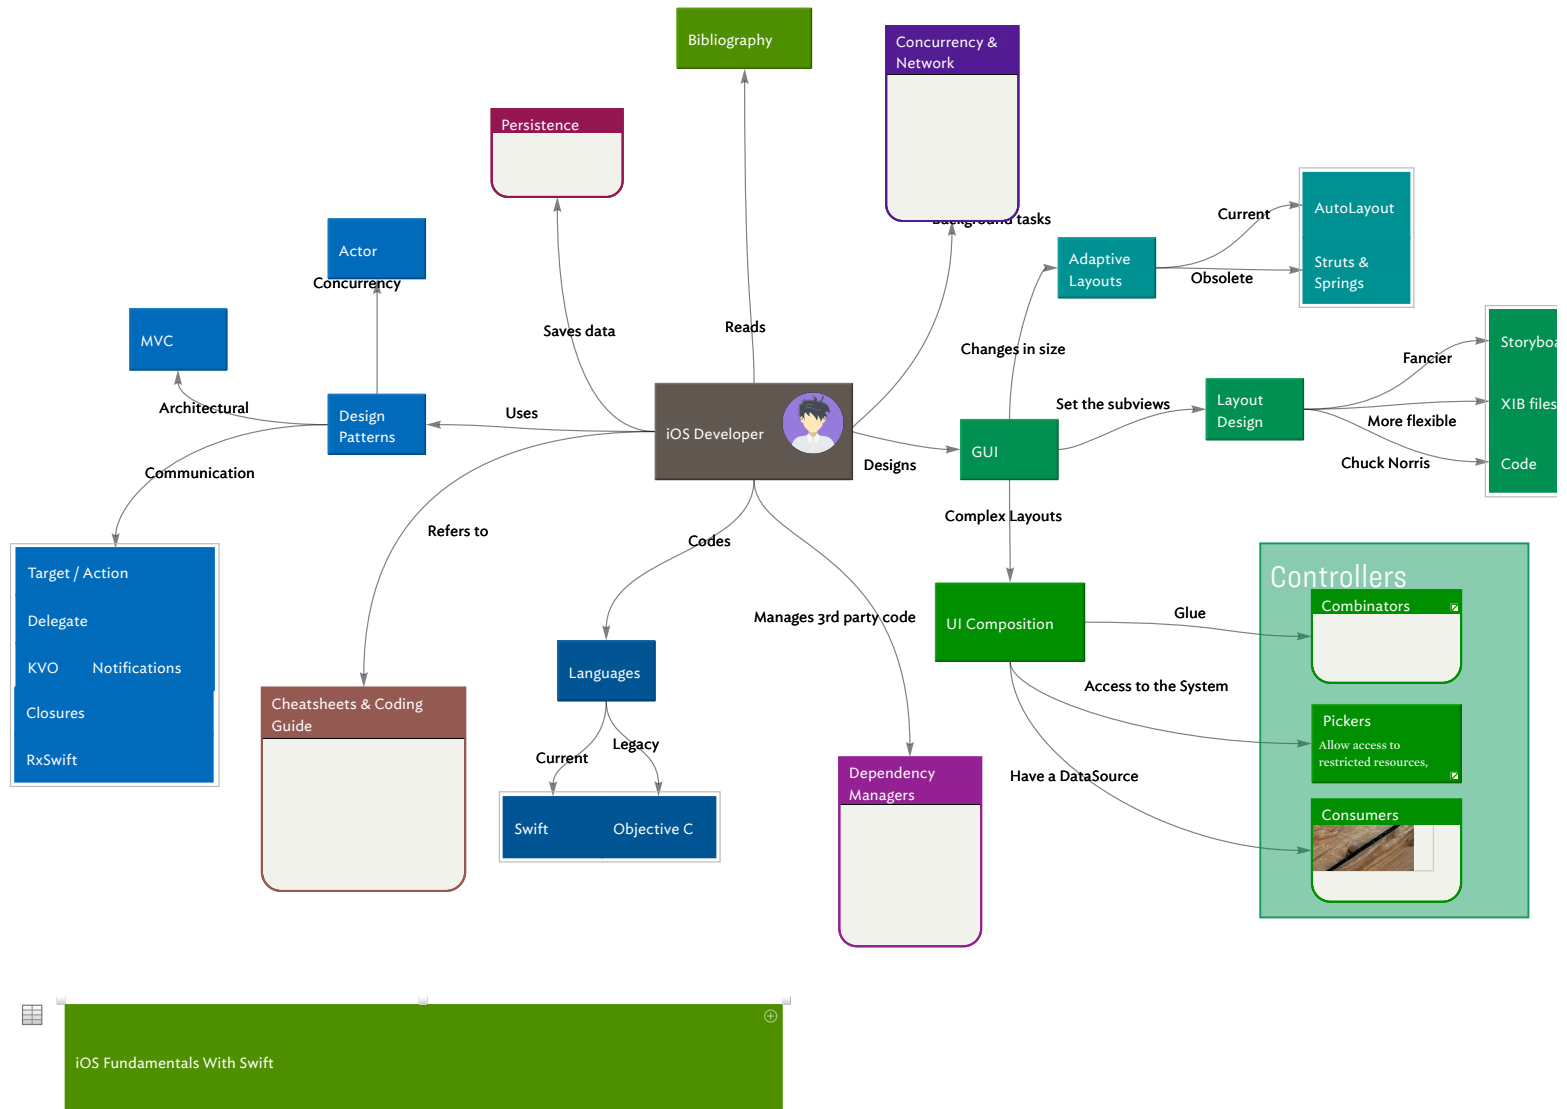 Bibliography
Concurrency &
Network
Persistence
Background tasks
Current
AutoLayout
Struts &
Springs
Adaptive
Layouts
Obsolete
Actor
Concurrency
MVC
Architectural
Saves data
Reads
Changes in size
Fancier
XIB files
More flexible
Chuck Norris
Code
Design
Patterns
Uses
iOS Developer
Designs
GUI
Set the subviews
Layout
Design
Communication
Refers to
Codes
Complex Layouts
Target / Action
Delegate
KVO Notifications
Closures
RxSwift
Manages 3rd party code
UI Composition
Glue
Access to the System
Have a DataSource
Controllers
Combinators
Pickers
Allow access to
restricted resources,
Consumers
Languages
Cheatsheets & Coding
Guide
Current
Legacy
Swift
Objective C
Dependency
Managers
iOS Fundamentals With Swift